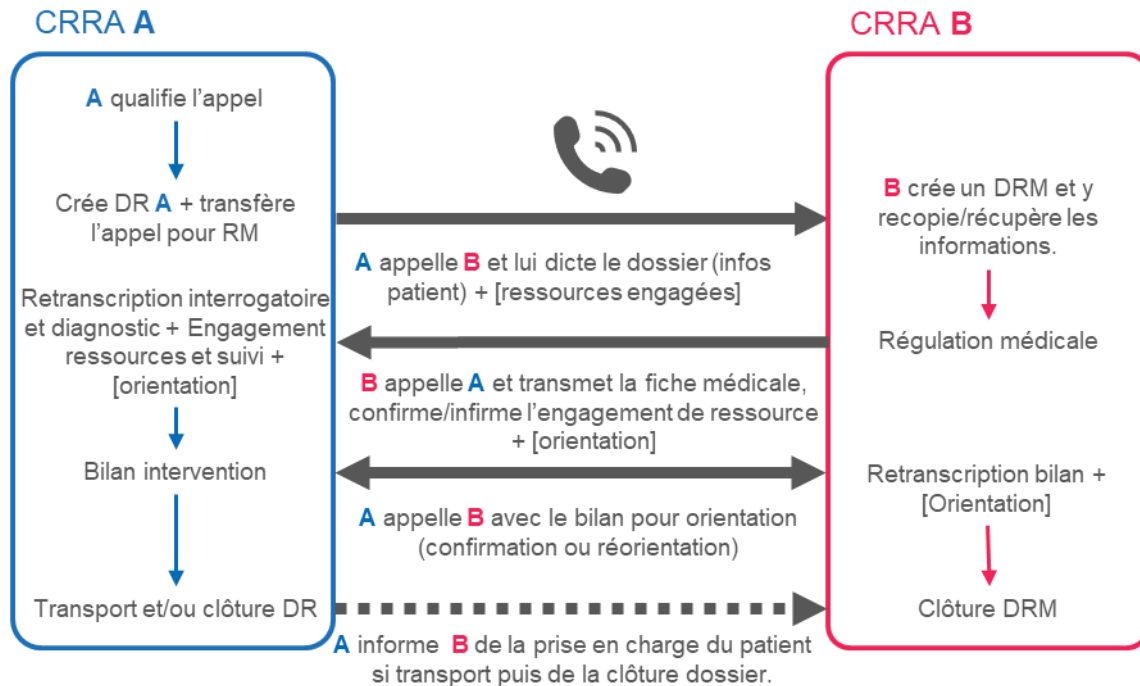 CRRA A
CRRA B
A qualifie l'appel
Crée DR A + transfère
l'appel pour RM
B crée un DRM et y
recopie/récupère les
informations.
A appelle B et lui dicte le dossier (infos
patient) + [ressources engagées]
Retranscription interrogatoire
et diagnostic + Engagement
ressources et suivi +
[orientation]
Régulation médicale
B appelle A et transmet la fiche médicale,
confirme/infirme l'engagement de ressource
+ [orientation]
Bilan intervention
Retranscription bilan +
[Orientation]
A appelle B avec le bilan pour orientation
(confirmation ou réorientation)
Transport et/ou clôture DR
Clôture DRM
A informe B de la prise en charge du patient
si transport puis de la clôture dossier.